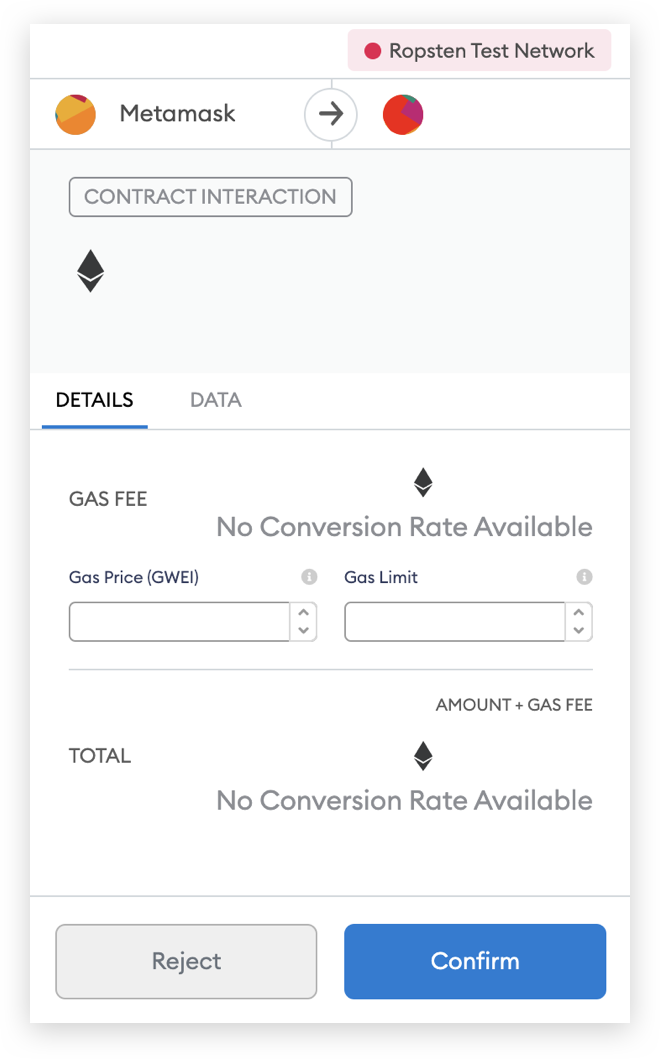 Ropsten Test Network
Metamask
CONTRACT INTERACTION
DETAILS DATA
GAS FEE
No Conversion Rate Available
Gas Price (GWEI) Gas Limit
AMOUNT + GAS FEE
TOTAL
No Conversion Rate Available
Reject Confirm